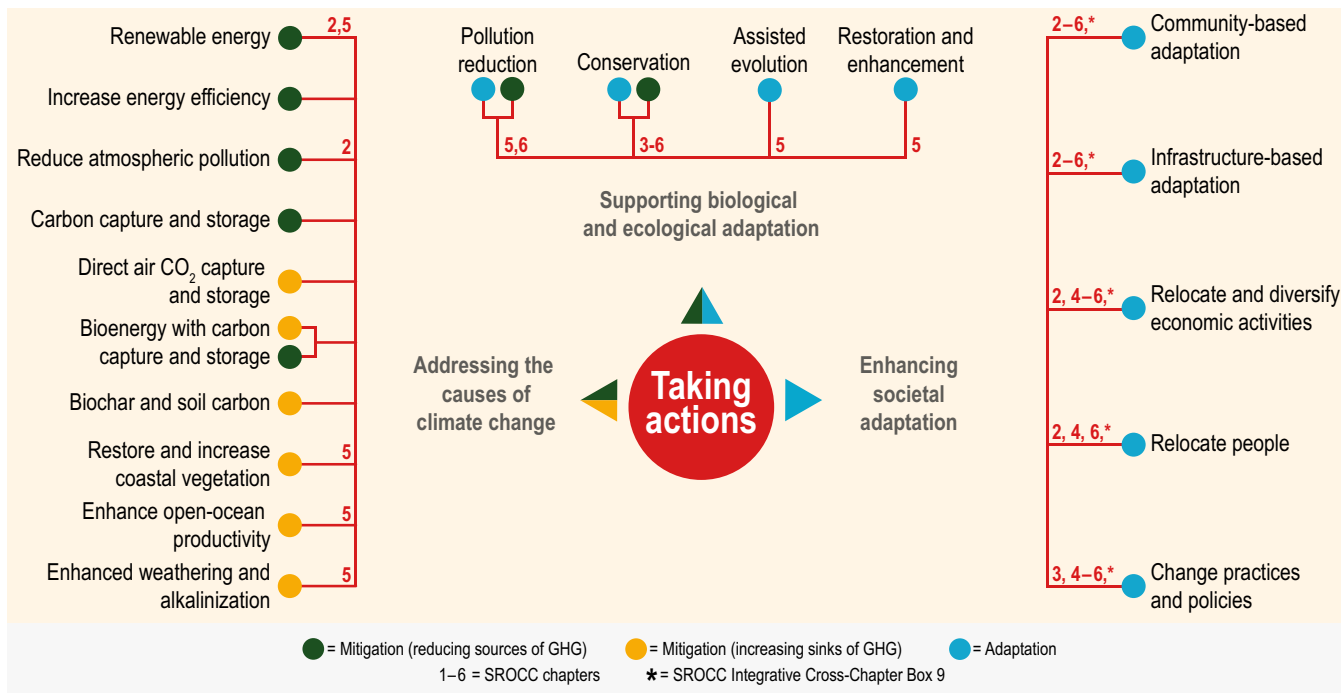 Renewable energy
2,5
Increase energy efficiency
Reduce atmospheric pollution
2
Carbon capture and storage
Direct air CO₂ capture
and storage
Bioenergy with carbon
capture and storage
Biochar and soil carbon
Restore and increase
coastal vegetation
5
Enhance open-ocean
productivity
5
Enhanced weathering and
alkalinization
5
Pollution
reduction
5,6
Conservation
3-6
Assisted
evolution
5
Restoration and
enhancement
5
Supporting biological
and ecological adaptation
Addressing the
causes of
climate change
Taking
actions
Enhancing
societal
adaptation
2–6,*
Community-based
adaptation
2–6,*
Infrastructure-based
adaptation
2, 4–6,*
Relocate and diversify
economic activities
2, 4, 6,*
Relocate people
3, 4–6,*
Change practices
and policies
= Mitigation (reducing sources of GHG) = Mitigation (increasing sinks of GHG) = Adaptation
1–6 = SROCC chapters * = SROCC Integrative Cross-Chapter Box 9